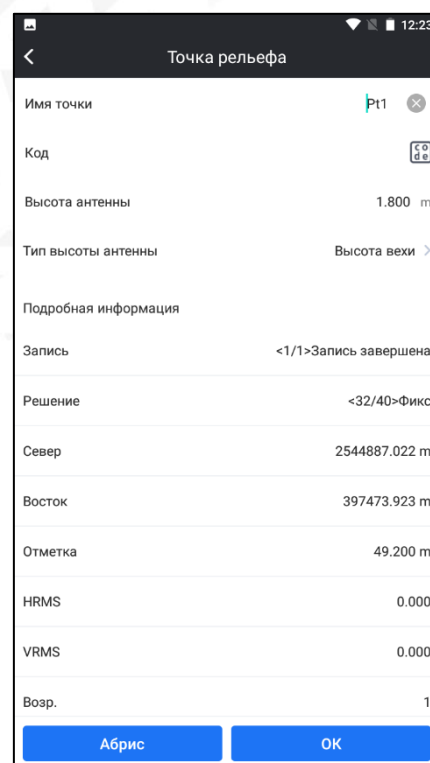 12:23
Точка рельефа
Имя точки Pt1
Код code
Высота антенны 1.800 m
Тип высоты антенны Высота вехи
Подробная информация
Запись <1/1>Запись завершена
Решение <32/40>Фикс
Север 2544887.022 m
Восток 397473.923 m
Отметка 49.200 m
HRMS 0.000
VRMS 0.000
Возр. 1
Абрис ОК